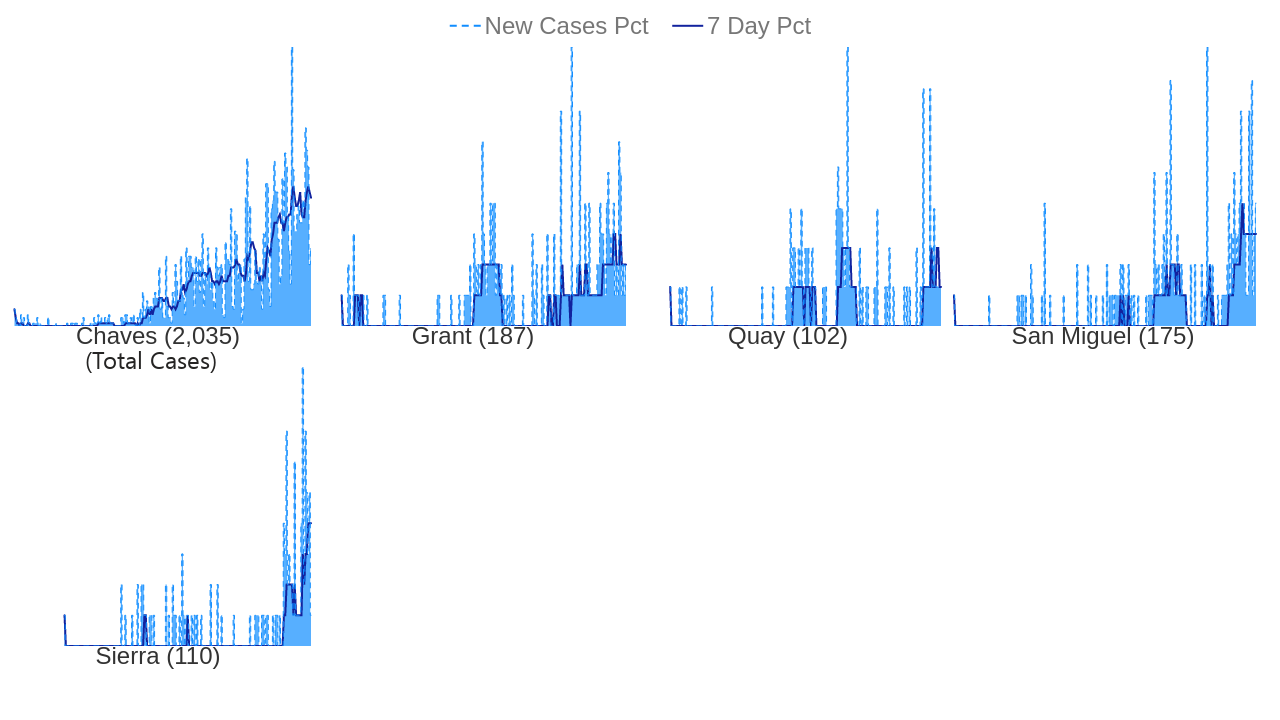 New Cases Pct 7 Day Pct
Chaves (2,035)
(Total Cases)
Grant (187)
Quay (102)
San Miguel (175)
Sierra (110)